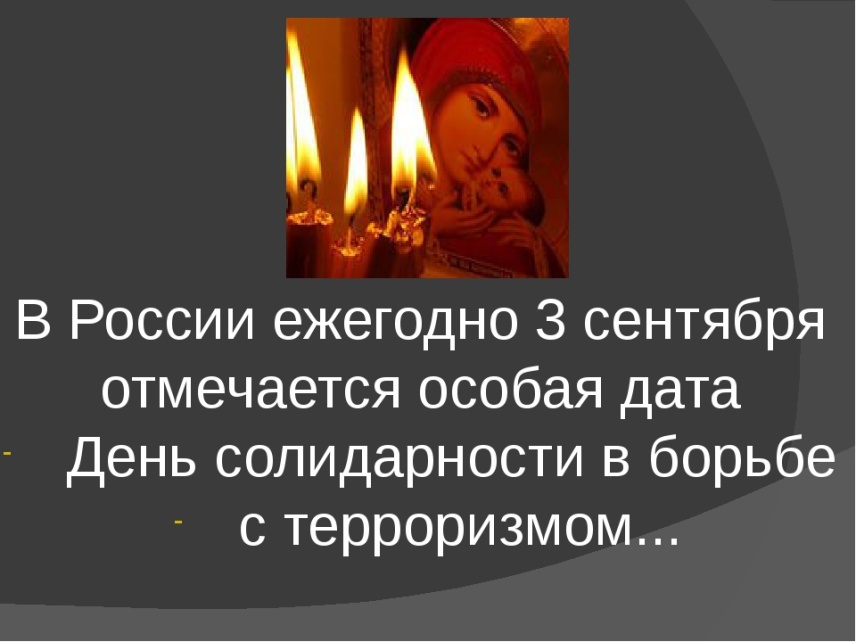 В России ежегодно 3 сентября
отмечается особая дата
- День солидарности в борьбе
- с терроризмом...